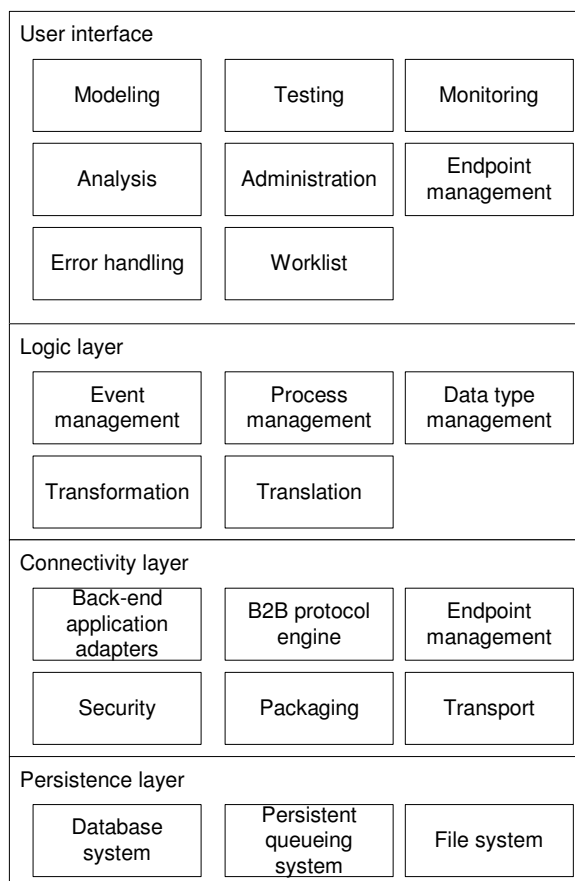 User interface
Modeling
Testing
Monitoring
Analysis
Administration
Endpoint
management
Error handling
Worklist
Logic layer
Event
management
Process
management
Data type
management
Transformation
Translation
Connectivity layer
Back-end
application
adapters
B2B protocol
engine
Endpoint
management
Security
Packaging
Transport
Persistence layer
Database
system
Persistent
queueing
system
File system